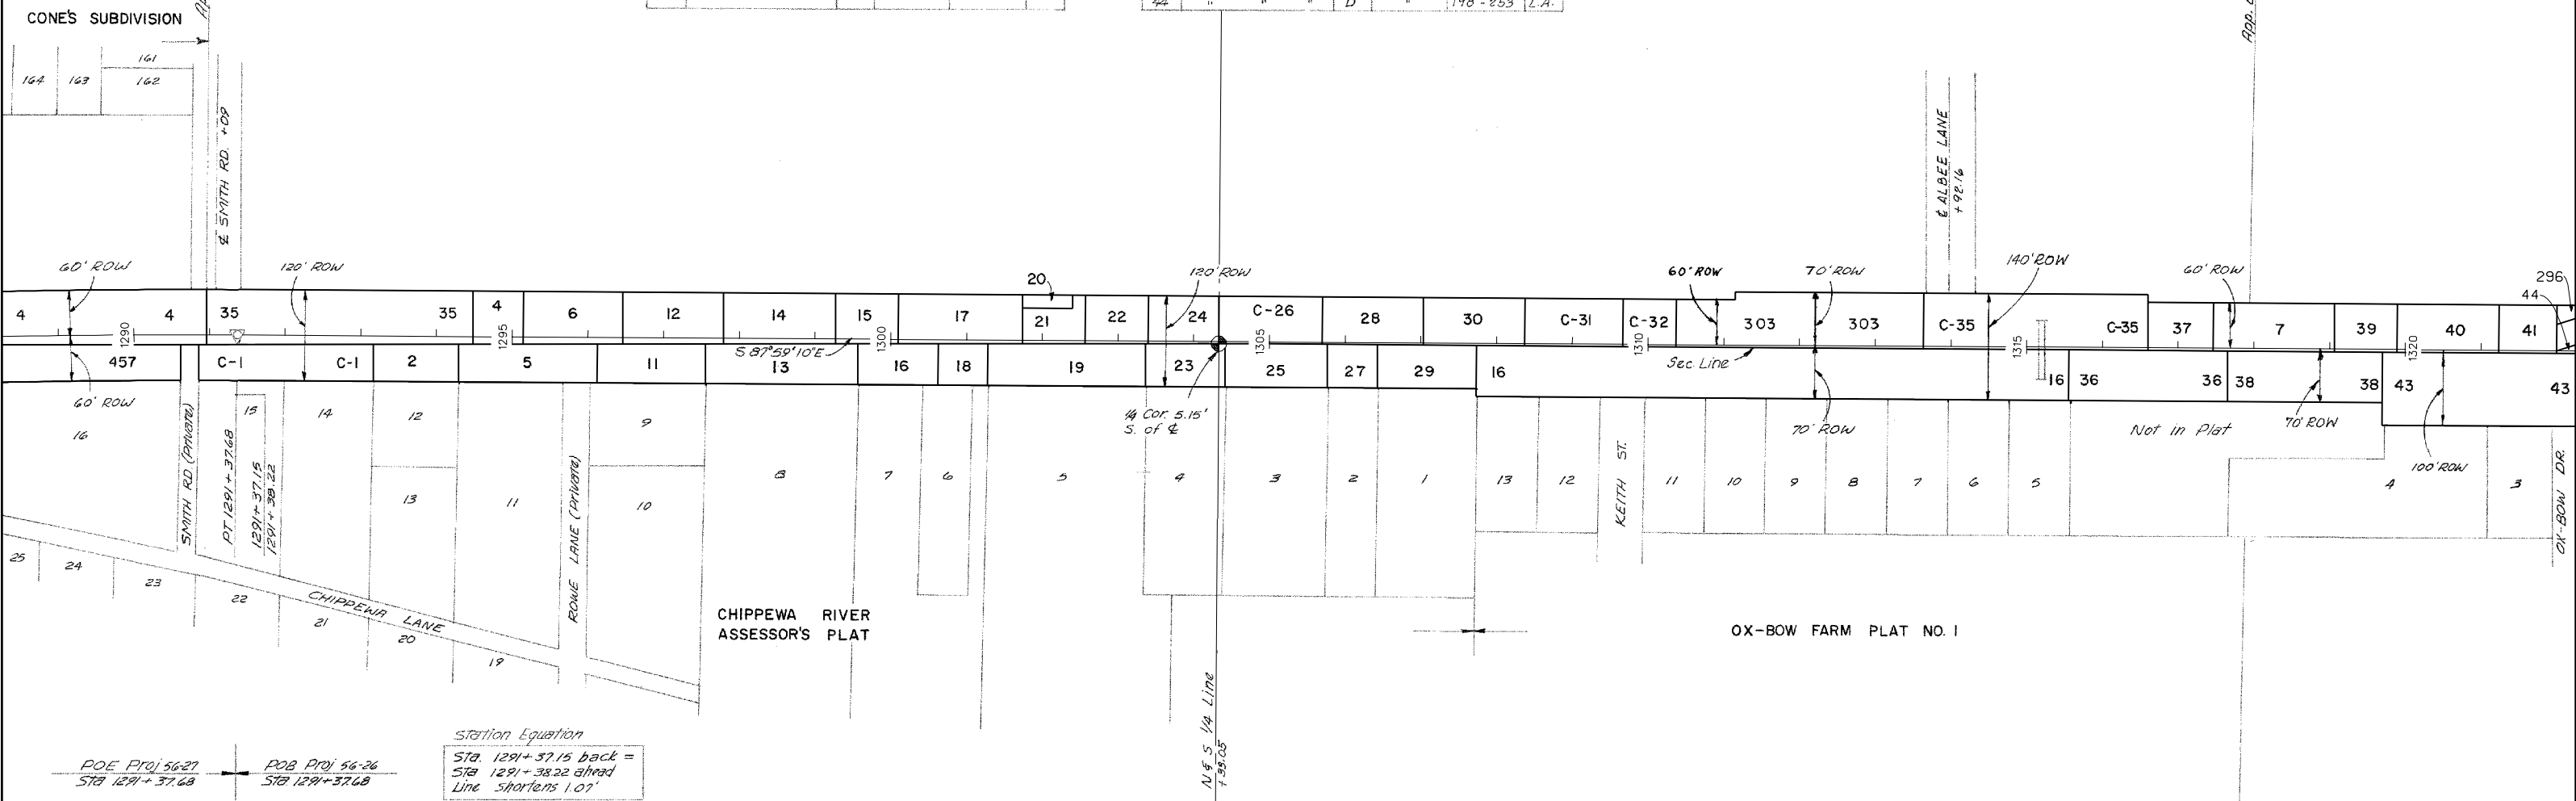 44 " " " D " 198-253 L.A.
CONE'S SUBDIVISION
161
164 163 162
℄ SMITH RD. +09
℄ ALBEE LANE
+92.16
60' ROW
120' ROW
20
120' ROW
60' ROW
70' ROW
140' ROW
60' ROW
296
44
4 4 35 35 4 6 12 14 15 17 21 22 24 C-26 28 30 C-31 C-32 303 303 C-35 C-35 37 7 39 40 41
1290 1295 1300 1305 1310 1315 1320
S 87°59'10"E
Sec. Line
457 C-1 C-1 2 5 11 13 16 18 19 23 25 27 29 16 16 36 36 38 38 43 43
60' ROW
1/4 Cor. 5.15'
S. of ℄
70' ROW
Not in Plat
70' ROW
100' ROW
16 15 14 12 9
13 11 10 8 7 6 5 4 3 2 1 13 12 11 10 9 8 7 6 5 4 3
SMITH RD (Private)
PT 1291+37.68
1291+37.15
1291+38.22
ROWE LANE (Private)
KEITH ST.
OX-BOW DR.
25 24 23 22 21 20 19
CHIPPEWA LANE
CHIPPEWA RIVER
ASSESSOR'S PLAT
OX-BOW FARM PLAT NO. 1
N & S 1/4 Line
+99.05
POE Proj 56-27
Sta 1291+37.68
POB Proj 56-26
Sta 1291+37.68
Station Equation
Sta. 1291+37.15 back =
Sta 1291+38.22 ahead
Line Shortens 1.07'